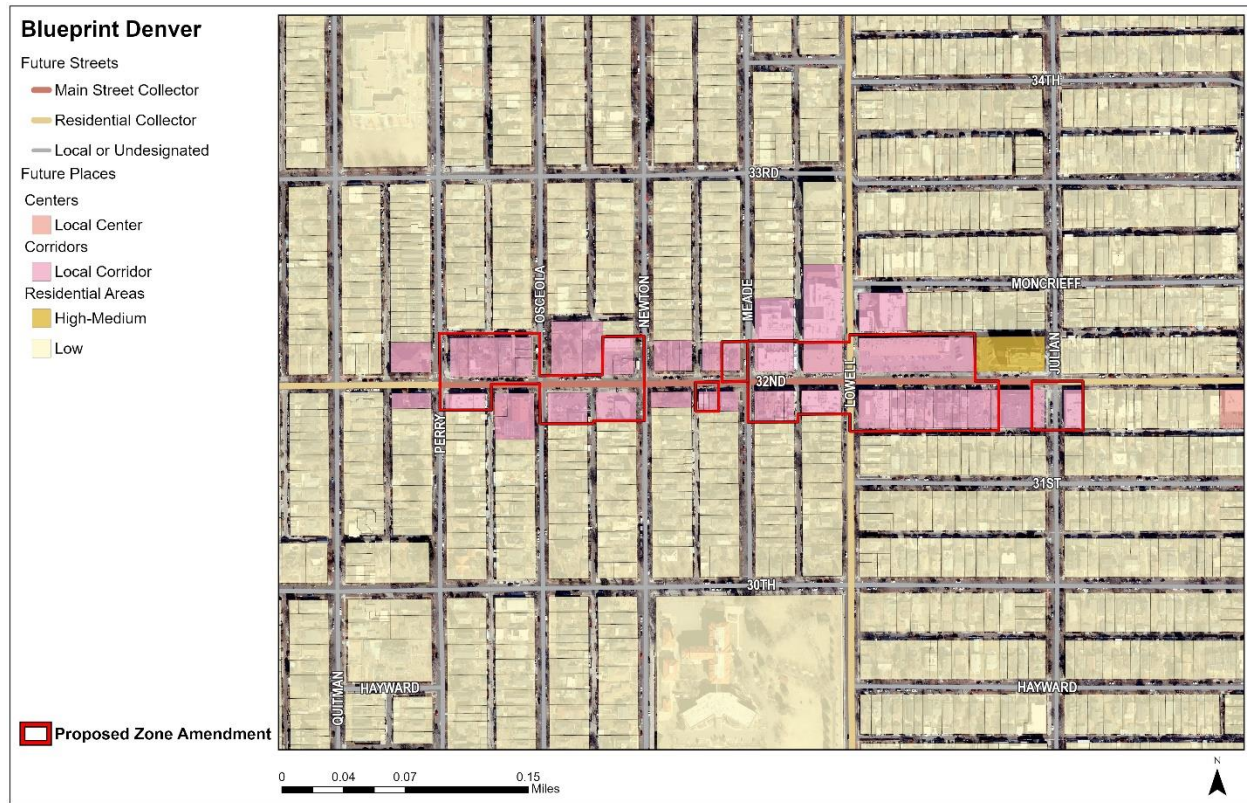 Blueprint Denver
Future Streets
Main Street Collector
Residential Collector
Local or Undesignated
Future Places
Centers
Local Center
Corridors
Local Corridor
Residential Areas
High-Medium
Low
Proposed Zone Amendment
34TH
33RD
MONCRIEFF
OSCEOLA
NEWTON
MEADE
JULIAN
32ND
LOWELL
PERRY
31ST
30TH
QUITMAN
HAYWARD
HAYWARD
0 0.04 0.07 0.15
Miles
N